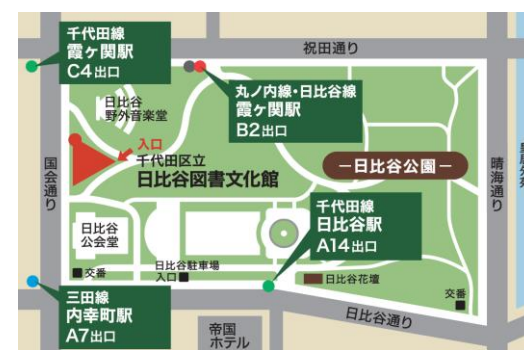 千代田線
霞ヶ関駅
C4出口
祝田通り
丸ノ内線・日比谷線
霞ヶ関駅
B2出口
日比谷
野外音楽堂
入口
千代田区立
日比谷図書文化館
国会通り
－日比谷公園－
晴海通り
千代田線
日比谷駅
A14出口
日比谷
公会堂
日比谷駐車場
入口
交番
日比谷花壇
交番
三田線
内幸町駅
A7出口
日比谷通り
帝国
ホテル